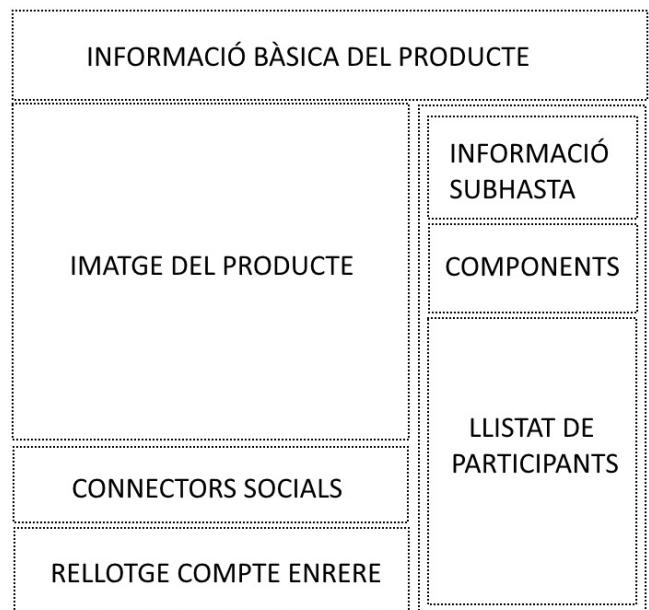 INFORMACIÓ BÀSICA DEL PRODUCTE
IMATGE DEL PRODUCTE
CONNECTORS SOCIALS
RELLOTGE COMPTE ENRERE
INFORMACIÓ
SUBHASTA
COMPONENTS
LLISTAT DE
PARTICIPANTS